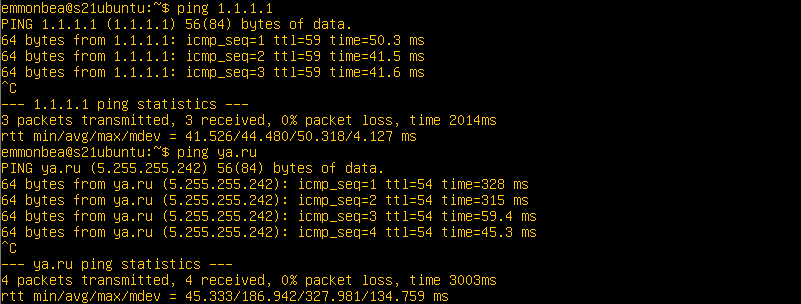 emmonbea@s21ubuntu:~$ ping 1.1.1.1
PING 1.1.1.1 (1.1.1.1) 56(84) bytes of data.
64 bytes from 1.1.1.1: icmp_seq=1 ttl=59 time=50.3 ms
64 bytes from 1.1.1.1: icmp_seq=2 ttl=59 time=41.5 ms
64 bytes from 1.1.1.1: icmp_seq=3 ttl=59 time=41.6 ms
^C
--- 1.1.1.1 ping statistics ---
3 packets transmitted, 3 received, 0% packet loss, time 2014ms
rtt min/avg/max/mdev = 41.526/44.480/50.318/4.127 ms
emmonbea@s21ubuntu:~$ ping ya.ru
PING ya.ru (5.255.255.242) 56(84) bytes of data.
64 bytes from ya.ru (5.255.255.242): icmp_seq=1 ttl=54 time=328 ms
64 bytes from ya.ru (5.255.255.242): icmp_seq=2 ttl=54 time=315 ms
64 bytes from ya.ru (5.255.255.242): icmp_seq=3 ttl=54 time=59.4 ms
64 bytes from ya.ru (5.255.255.242): icmp_seq=4 ttl=54 time=45.3 ms
^C
--- ya.ru ping statistics ---
4 packets transmitted, 4 received, 0% packet loss, time 3003ms
rtt min/avg/max/mdev = 45.333/186.942/327.981/134.759 ms